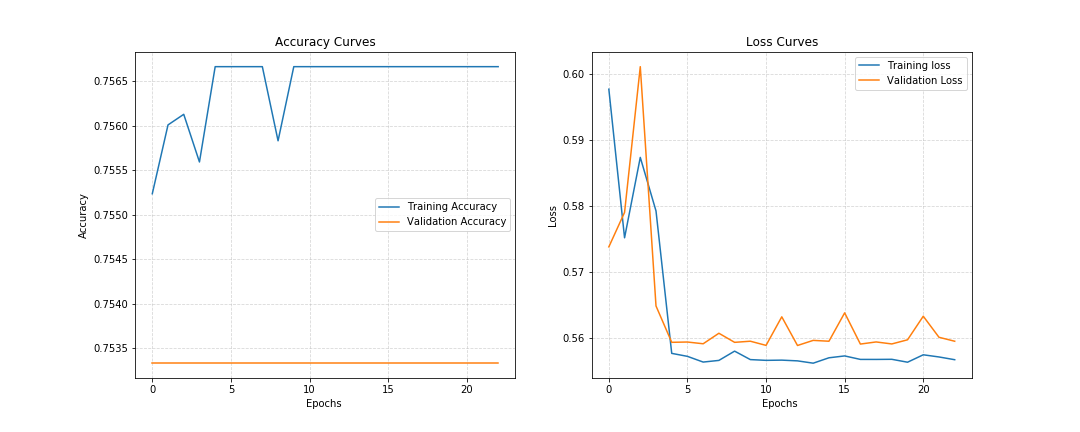 Accuracy Curves
0.7565
0.7560
0.7555
0.7550
0.7545
0.7540
0.7535
Accuracy
Training Accuracy
Validation Accuracy
0 5 10 15 20
Epochs
Loss Curves
0.60
0.59
0.58
0.57
0.56
Loss
Training loss
Validation Loss
0 5 10 15 20
Epochs